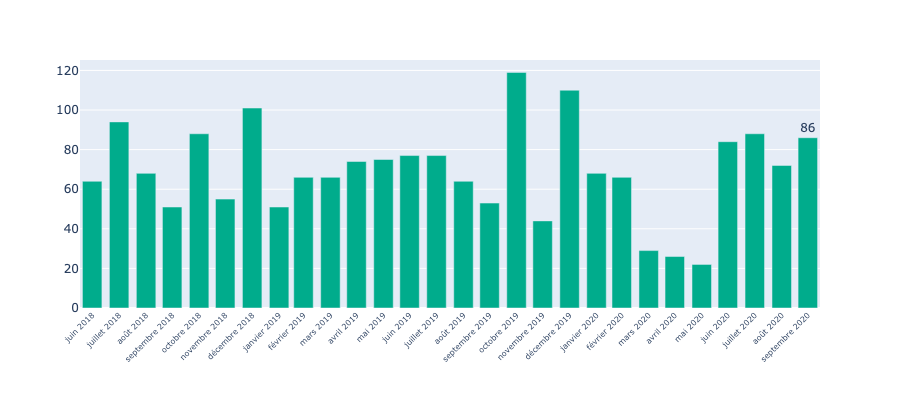 120
100
80
60
40
20
0
86
juin 2018
juillet 2018
août 2018
septembre 2018
octobre 2018
novembre 2018
décembre 2018
janvier 2019
février 2019
mars 2019
avril 2019
mai 2019
juin 2019
juillet 2019
août 2019
septembre 2019
octobre 2019
novembre 2019
décembre 2019
janvier 2020
février 2020
mars 2020
avril 2020
mai 2020
juin 2020
juillet 2020
août 2020
septembre 2020